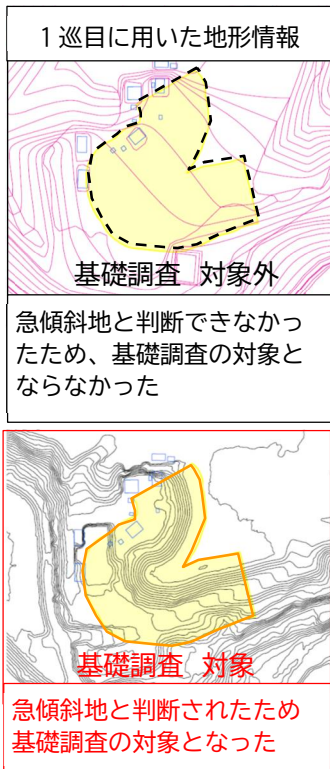 １巡目に用いた地形情報
基礎調査 対象外
急傾斜地と判断できなかっ
たため、基礎調査の対象と
ならなかった
基礎調査 対象
急傾斜地と判断されたため
基礎調査の対象となった